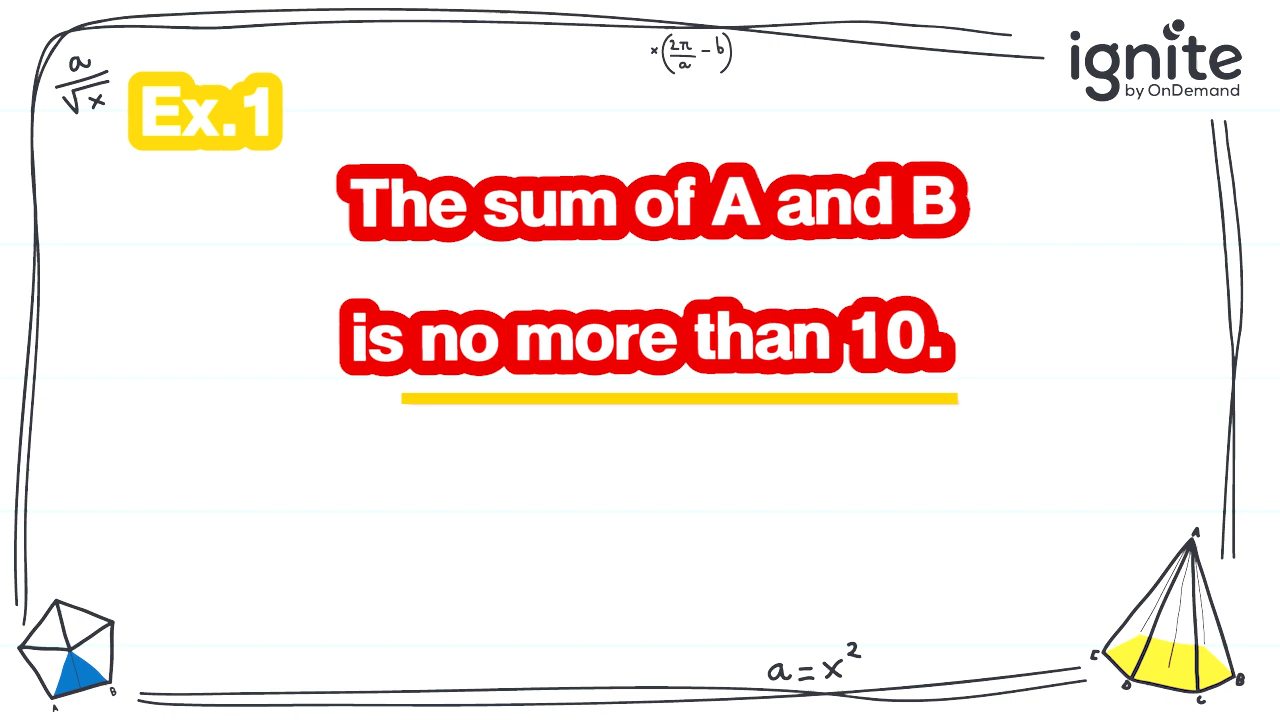 ×(2π/a − b)
ignite
by OnDemand
a/√x
Ex.1
The sum of A and B
is no more than 10.
A
B
A
E
D
C
B
a = x²